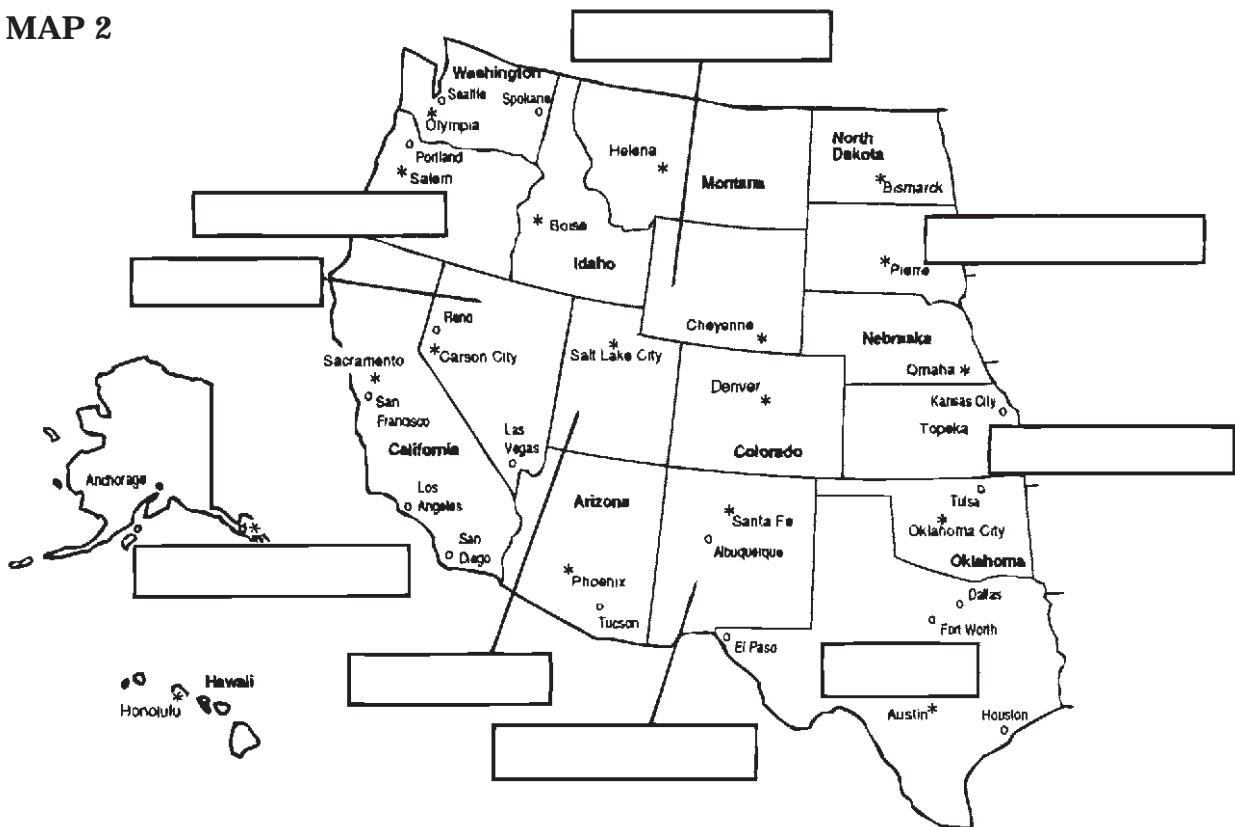 MAP 2
Washington
Seattle
Spokane
Olympia
Portland
Salem
Helena
Montana
North
Dakota
Bismarck
Boise
Idaho
Pierre
Reno
Carson City
Salt Lake City
Cheyenne
Nebraska
Omaha
Sacramento
San
Francisco
California
Las
Vegas
Denver
Colorado
Kansas City
Topeka
Anchorage
Los
Angeles
San
Diego
Arizona
Phoenix
Tucson
Santa Fe
Albuquerque
Tulsa
Oklahoma City
Oklahoma
Dallas
Fort Worth
El Paso
Austin
Houston
Hawaii
Honolulu